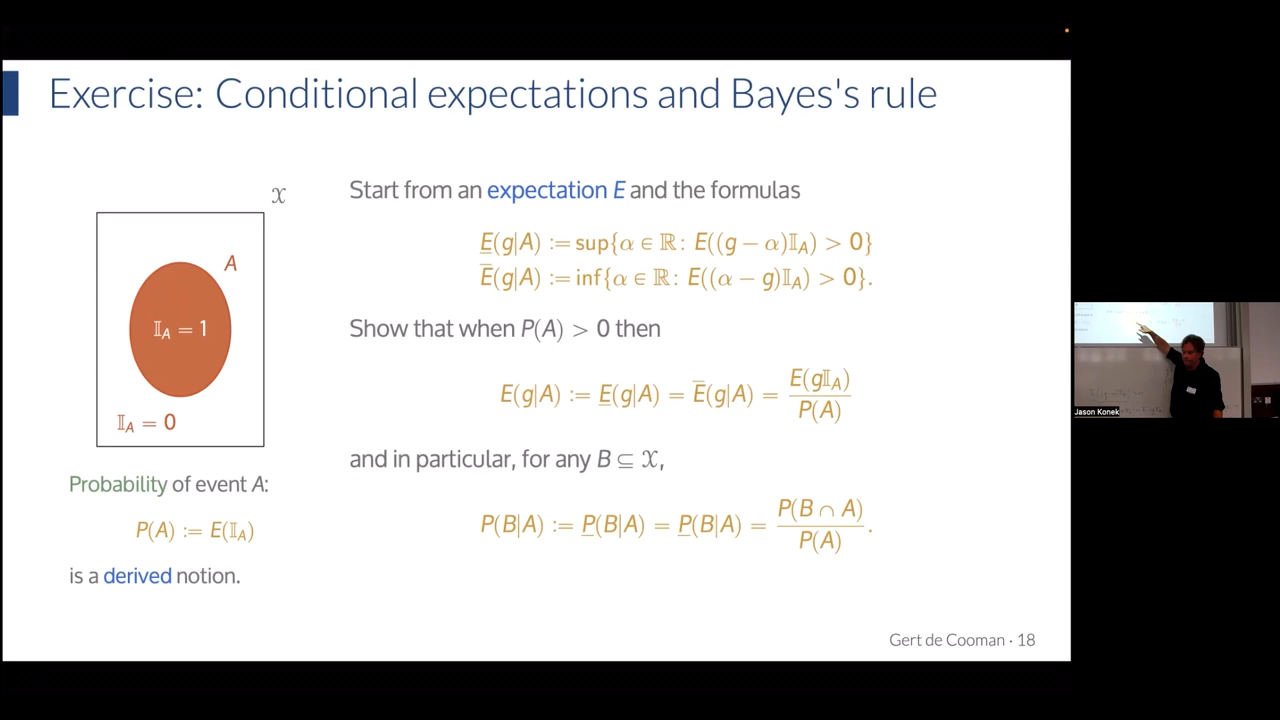 Exercise: Conditional expectations and Bayes's rule
𝒳
A
𝕀_A = 1
𝕀_A = 0
Probability of event A:
P(A) := E(𝕀_A)
is a derived notion.
Start from an expectation E and the formulas
E̲(g|A) := sup{α ∈ ℝ: E((g − α)𝕀_A) > 0}
E̅(g|A) := inf{α ∈ ℝ: E((α − g)𝕀_A) > 0}.
Show that when P(A) > 0 then
E(g|A) := E̲(g|A) = E̅(g|A) = E(g𝕀_A) / P(A)
and in particular, for any B ⊆ 𝒳,
P(B|A) := P̲(B|A) = P̲(B|A) = P(B ∩ A) / P(A).
Gert de Cooman · 18
Jason Konek